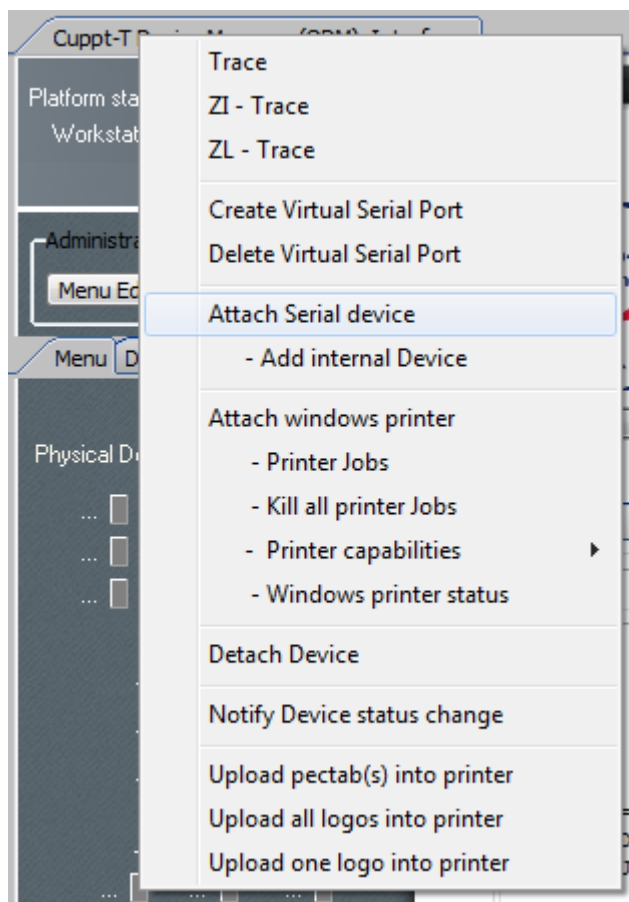 Cuppt-T
Platform
Workstat
Menu Ed
Menu D
Physical
Trace
ZI - Trace
ZL - Trace
Create Virtual Serial Port
Delete Virtual Serial Port
Attach Serial device
- Add internal Device
Attach windows printer
- Printer Jobs
- Kill all printer Jobs
- Printer capabilities
- Windows printer status
Detach Device
Notify Device status change
Upload pectab(s) into printer
Upload all logos into printer
Upload one logo into printer